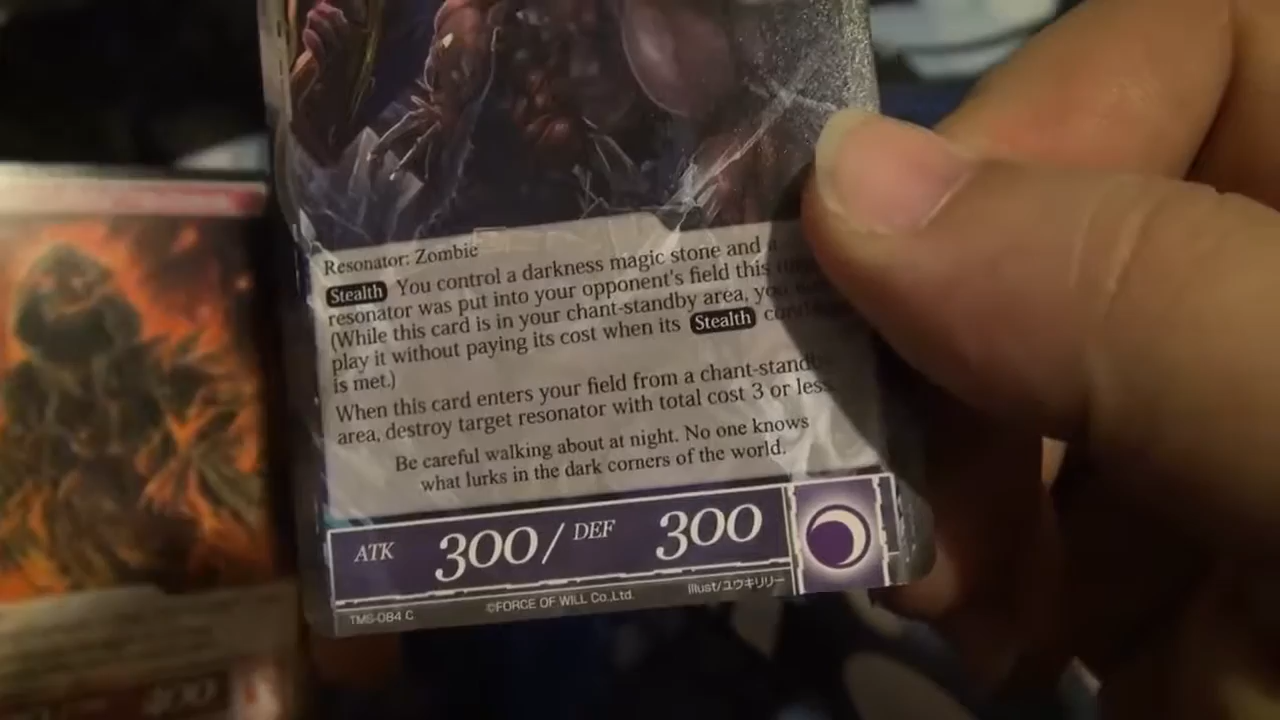 Resonator: Zombie
Stealth You control a darkness magic stone and a
resonator was put into your opponent's field this
(While this card is in your chant-standby area, you
play it without paying its cost when its Stealth
is met.)
When this card enters your field from a chant-stand
area, destroy target resonator with total cost 3 or less.
Be careful walking about at night. No one knows
what lurks in the dark corners of the world.
ATK 300/ DEF 300
TMS-084 C ©FORCE OF WILL Co.,Ltd. Illust/ユウキリリー
400